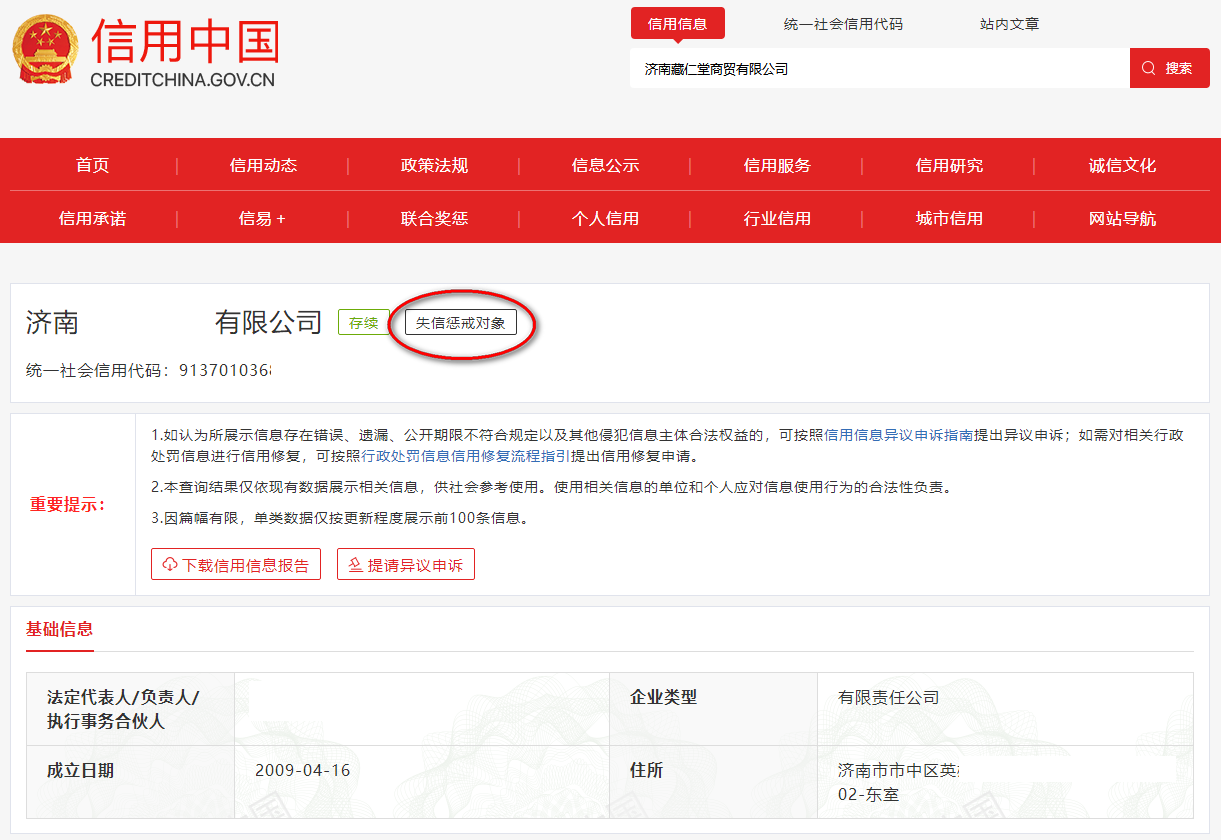 信用中国
CREDITCHINA.GOV.CN
信用信息 统一社会信用代码 站内文章
济南藏仁堂商贸有限公司 搜索
首页 信用动态 政策法规 信息公示 信用服务 信用研究 诚信文化
信用承诺 信易+ 联合奖惩 个人信用 行业信用 城市信用 网站导航
济南 有限公司 存续 失信惩戒对象
统一社会信用代码：9137010368
1.如认为所展示信息存在错误、遗漏、公开期限不符合规定以及其他侵犯信息主体合法权益的，可按照信用信息异议申诉指南提出异议申诉；如需对相关行政
处罚信息进行信用修复，可按照行政处罚信息信用修复流程指引提出信用修复申请。
2.本查询结果仅依现有数据展示相关信息，供社会参考使用。使用相关信息的单位和个人应对信息使用行为的合法性负责。
重要提示：
3.因篇幅有限，单类数据仅按更新程度展示前100条信息。
下载信用信息报告 提请异议申诉
基础信息
法定代表人/负责人/ 企业类型 有限责任公司
执行事务合伙人
成立日期 2009-04-16 住所 济南市市中区英
02-东室